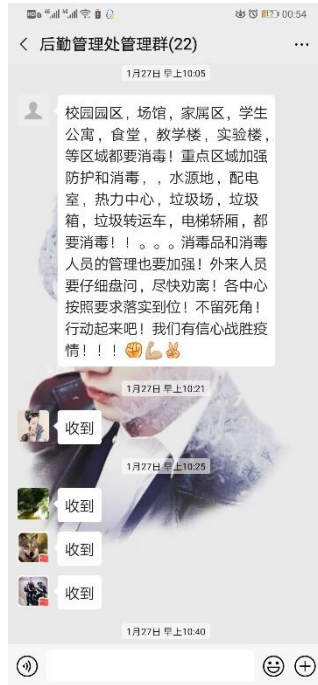 00:54
后勤管理处管理群(22)
1月27日 早上10:05
校园园区，场馆，家属区，学生
公寓，食堂，教学楼，实验楼，
等区域都要消毒！重点区域加强
防护和消毒，，水源地，配电
室，热力中心，垃圾场，垃圾
箱，垃圾转运车，电梯轿厢，都
要消毒！！。。。消毒品和消毒
人员的管理也要加强！外来人员
要仔细盘问，尽快劝离！各中心
按照要求落实到位！不留死角！
行动起来吧！我们有信心战胜疫
情！！！✊💪✌
1月27日 早上10:21
收到
1月27日 早上10:25
收到
收到
收到
1月27日 早上10:40